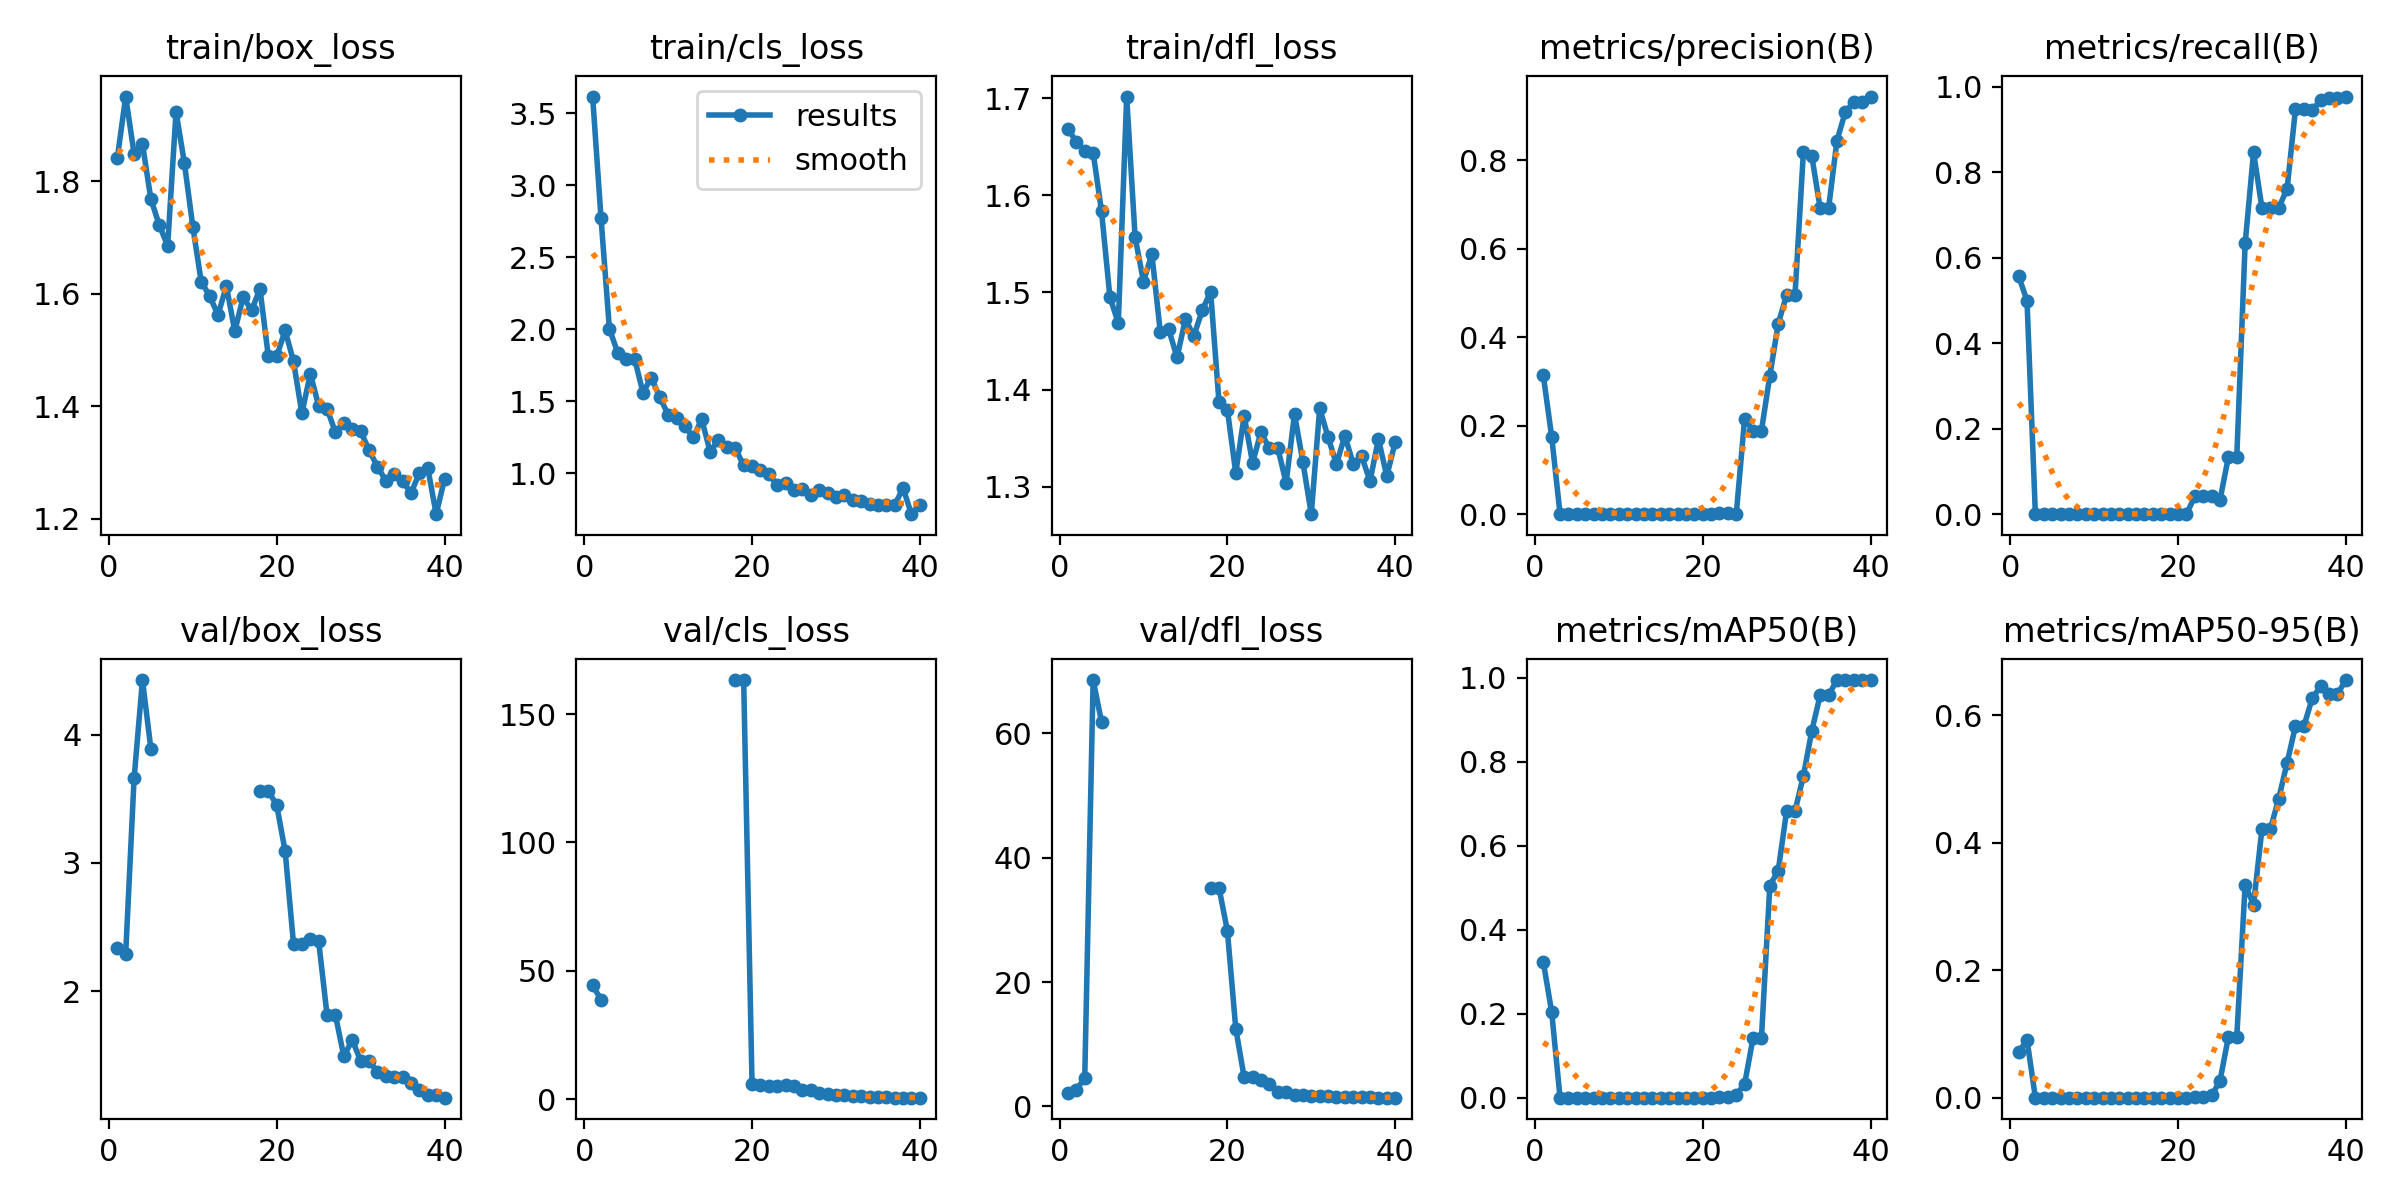 train/box_loss
train/cls_loss
train/dfl_loss
metrics/precision(B)
metrics/recall(B)
1.8
1.6
1.4
1.2
0 20 40
3.5
3.0
2.5
2.0
1.5
1.0
results
smooth
0 20 40
1.7
1.6
1.5
1.4
1.3
0 20 40
0.8
0.6
0.4
0.2
0.0
0 20 40
1.0
0.8
0.6
0.4
0.2
0.0
0 20 40
val/box_loss
val/cls_loss
val/dfl_loss
metrics/mAP50(B)
metrics/mAP50-95(B)
4
3
2
0 20 40
150
100
50
0
0 20 40
60
40
20
0
0 20 40
1.0
0.8
0.6
0.4
0.2
0.0
0 20 40
0.6
0.4
0.2
0.0
0 20 40